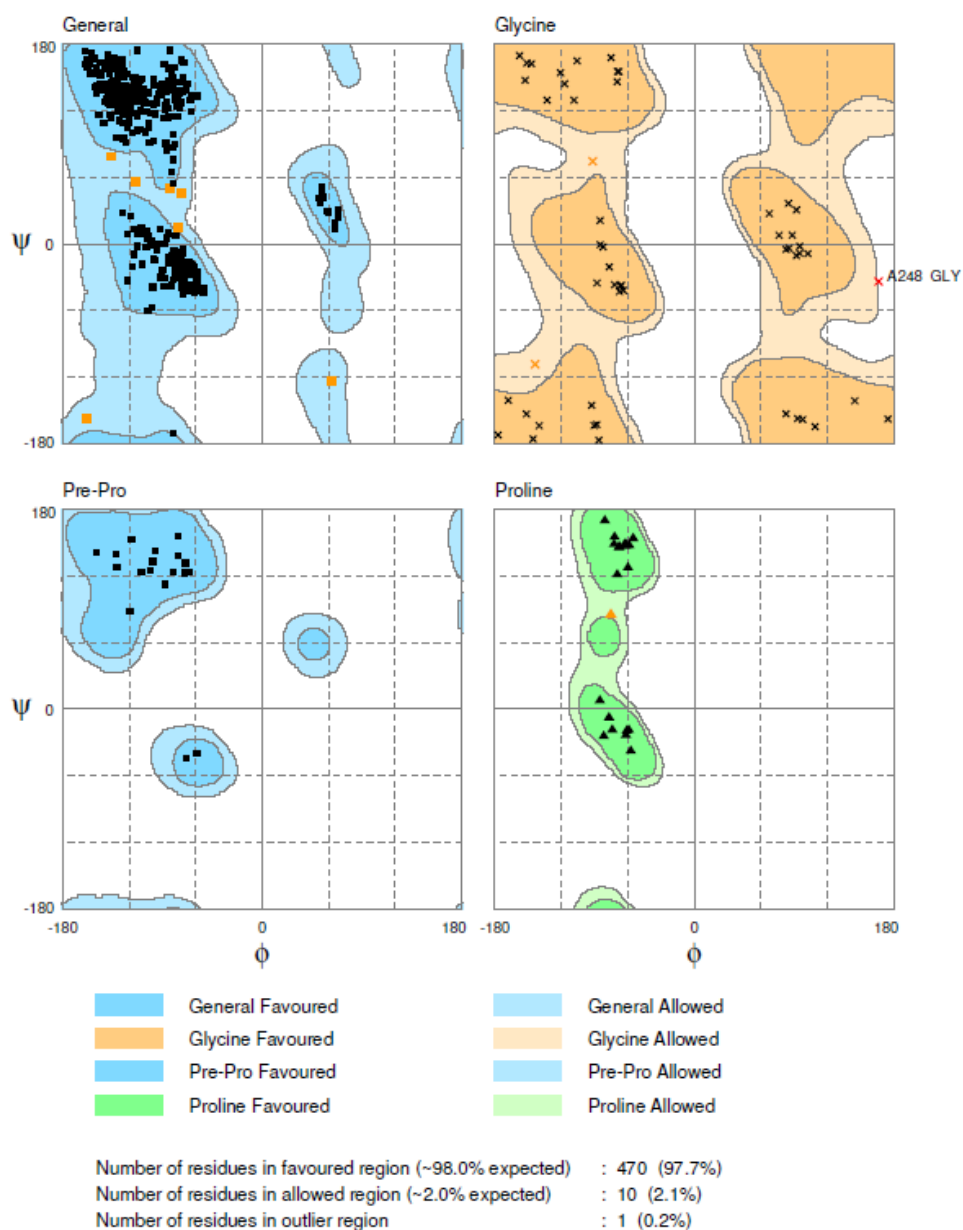 General
Glycine
180
ψ
0
A248 GLY
-180
Pre-Pro
Proline
180
ψ
0
-180
-180 0 180 -180 0 180
ϕ ϕ
General Favoured General Allowed
Glycine Favoured Glycine Allowed
Pre-Pro Favoured Pre-Pro Allowed
Proline Favoured Proline Allowed
Number of residues in favoured region (~98.0% expected) : 470 (97.7%)
Number of residues in allowed region (~2.0% expected) : 10 (2.1%)
Number of residues in outlier region : 1 (0.2%)